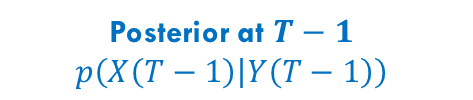 Posterior at T − 1
p(X(T − 1)|Y(T − 1))